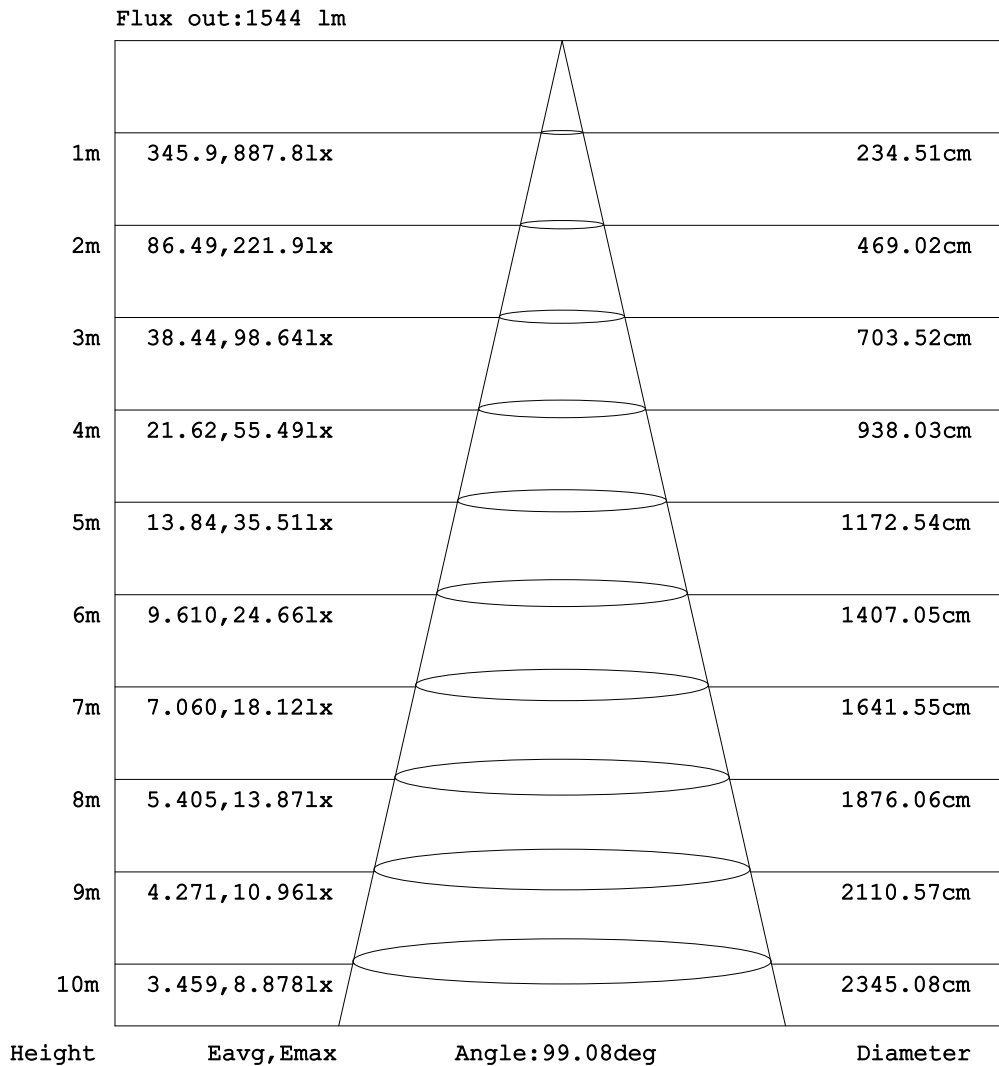 Flux out:1544 lm
1m 345.9,887.8lx 234.51cm
2m 86.49,221.9lx 469.02cm
3m 38.44,98.64lx 703.52cm
4m 21.62,55.49lx 938.03cm
5m 13.84,35.51lx 1172.54cm
6m 9.610,24.66lx 1407.05cm
7m 7.060,18.12lx 1641.55cm
8m 5.405,13.87lx 1876.06cm
9m 4.271,10.96lx 2110.57cm
10m 3.459,8.878lx 2345.08cm
Height Eavg,Emax Angle:99.08deg Diameter